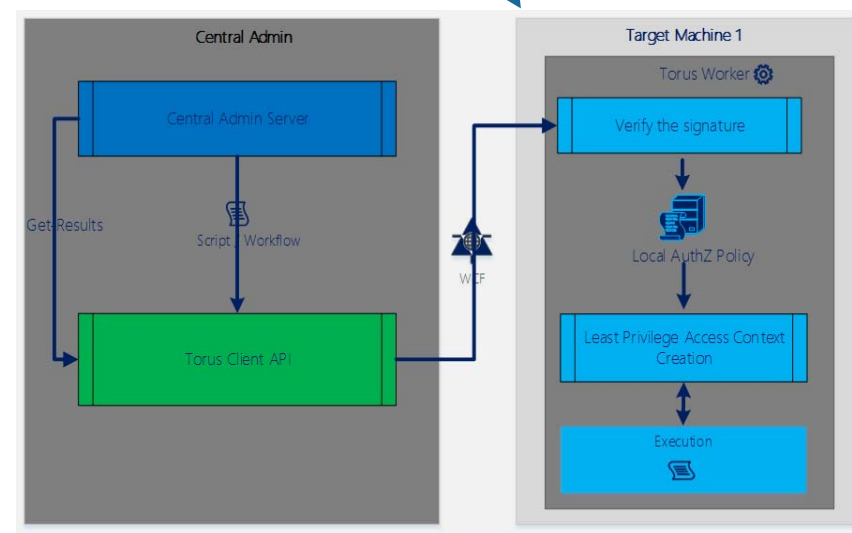 Central Admin
Central Admin Server
Get-Results
Script / Workflow
Torus Client API
WCF
Target Machine 1
Torus Worker
Verify the signature
Local AuthZ Policy
Least Privilege Access Context
Creation
Execution